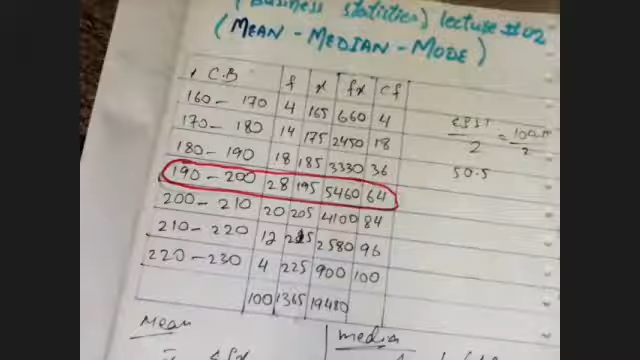 (Business statistics) lecture #02
(MEAN - MEDIAN - MODE)
C.B f x fx cf
160 - 170 4 165 660 4
170 - 180 14 175 2450 18
180 - 190 18 185 3330 36
190 - 200 28 195 5460 64
200 - 210 20 205 4100 84
210 - 220 12 215 2580 96
220 - 230 4 225 900 100
100 1365 19480
2 2
50.5
Mean
media